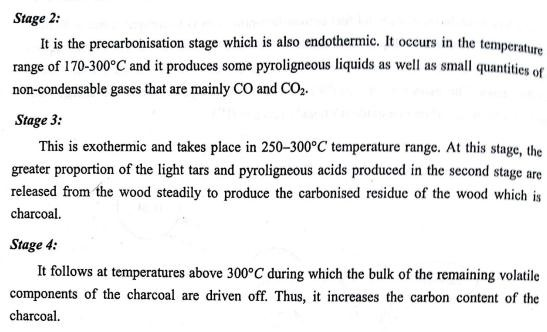 Stage 2:
It is the precarbonisation stage which is also endothermic. It occurs in the temperature
range of 170-300°C and it produces some pyroligneous liquids as well as small quantities of
non-condensable gases that are mainly CO and CO₂.
Stage 3:
This is exothermic and takes place in 250–300°C temperature range. At this stage, the
greater proportion of the light tars and pyroligneous acids produced in the second stage are
released from the wood steadily to produce the carbonised residue of the wood which is
charcoal.
Stage 4:
It follows at temperatures above 300°C during which the bulk of the remaining volatile
components of the charcoal are driven off. Thus, it increases the carbon content of the
charcoal.